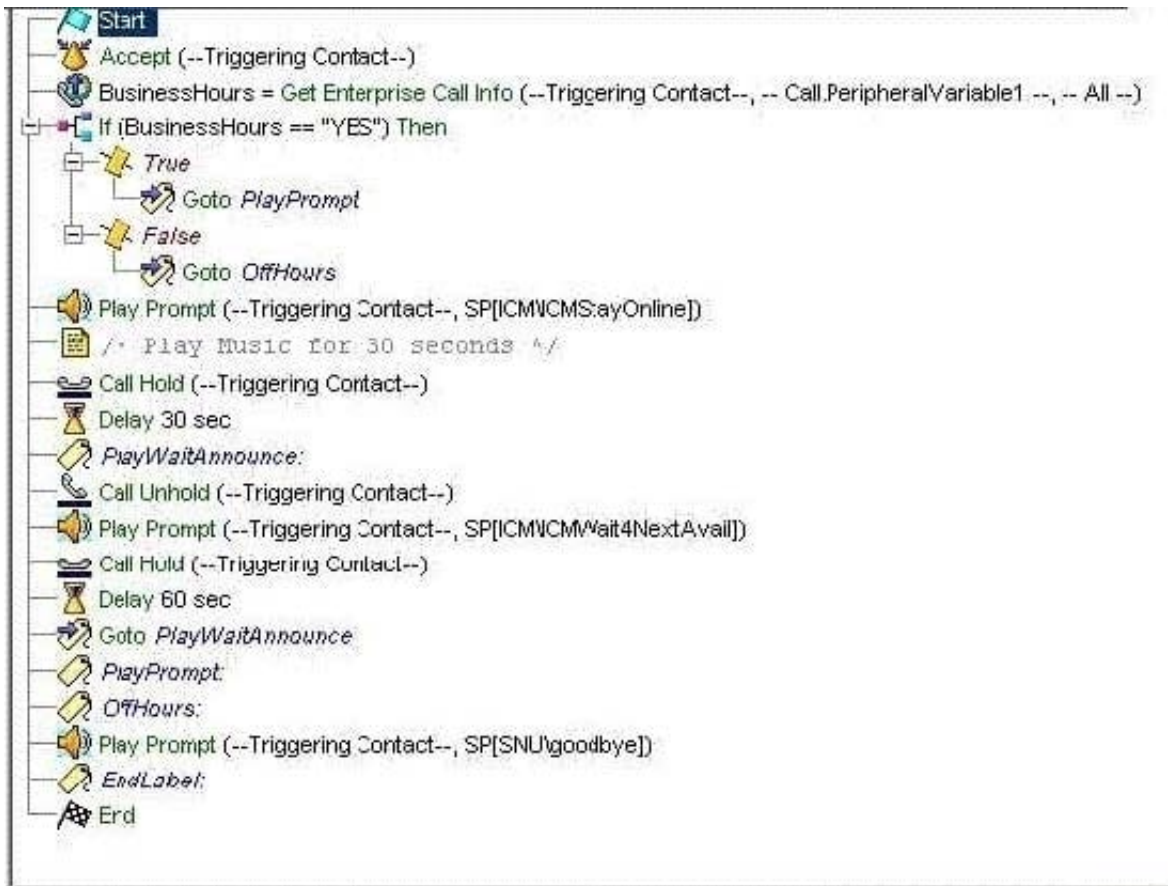 Start
Accept (--Triggering Contact--)
BusinessHours = Get Enterprise Call Info (--Triggering Contact--, -- Call.PeripheralVariable1 --, -- All --)
If (BusinessHours == "YES") Then
True
Goto PlayPrompt
False
Goto OffHours
Play Prompt (--Triggering Contact--, SP[ICM\ICMStayOnline])
/* Play Music for 30 seconds */
Call Hold (--Triggering Contact--)
Delay 30 sec
PlayWaitAnnounce:
Call Unhold (--Triggering Contact--)
Play Prompt (--Triggering Contact--, SP[ICM\ICMWait4NextAvail])
Call Hold (--Triggering Contact--)
Delay 60 sec
Goto PlayWaitAnnounce
PlayPrompt:
OffHours:
Play Prompt (--Triggering Contact--, SP[SNU\goodbye])
EndLabel:
End